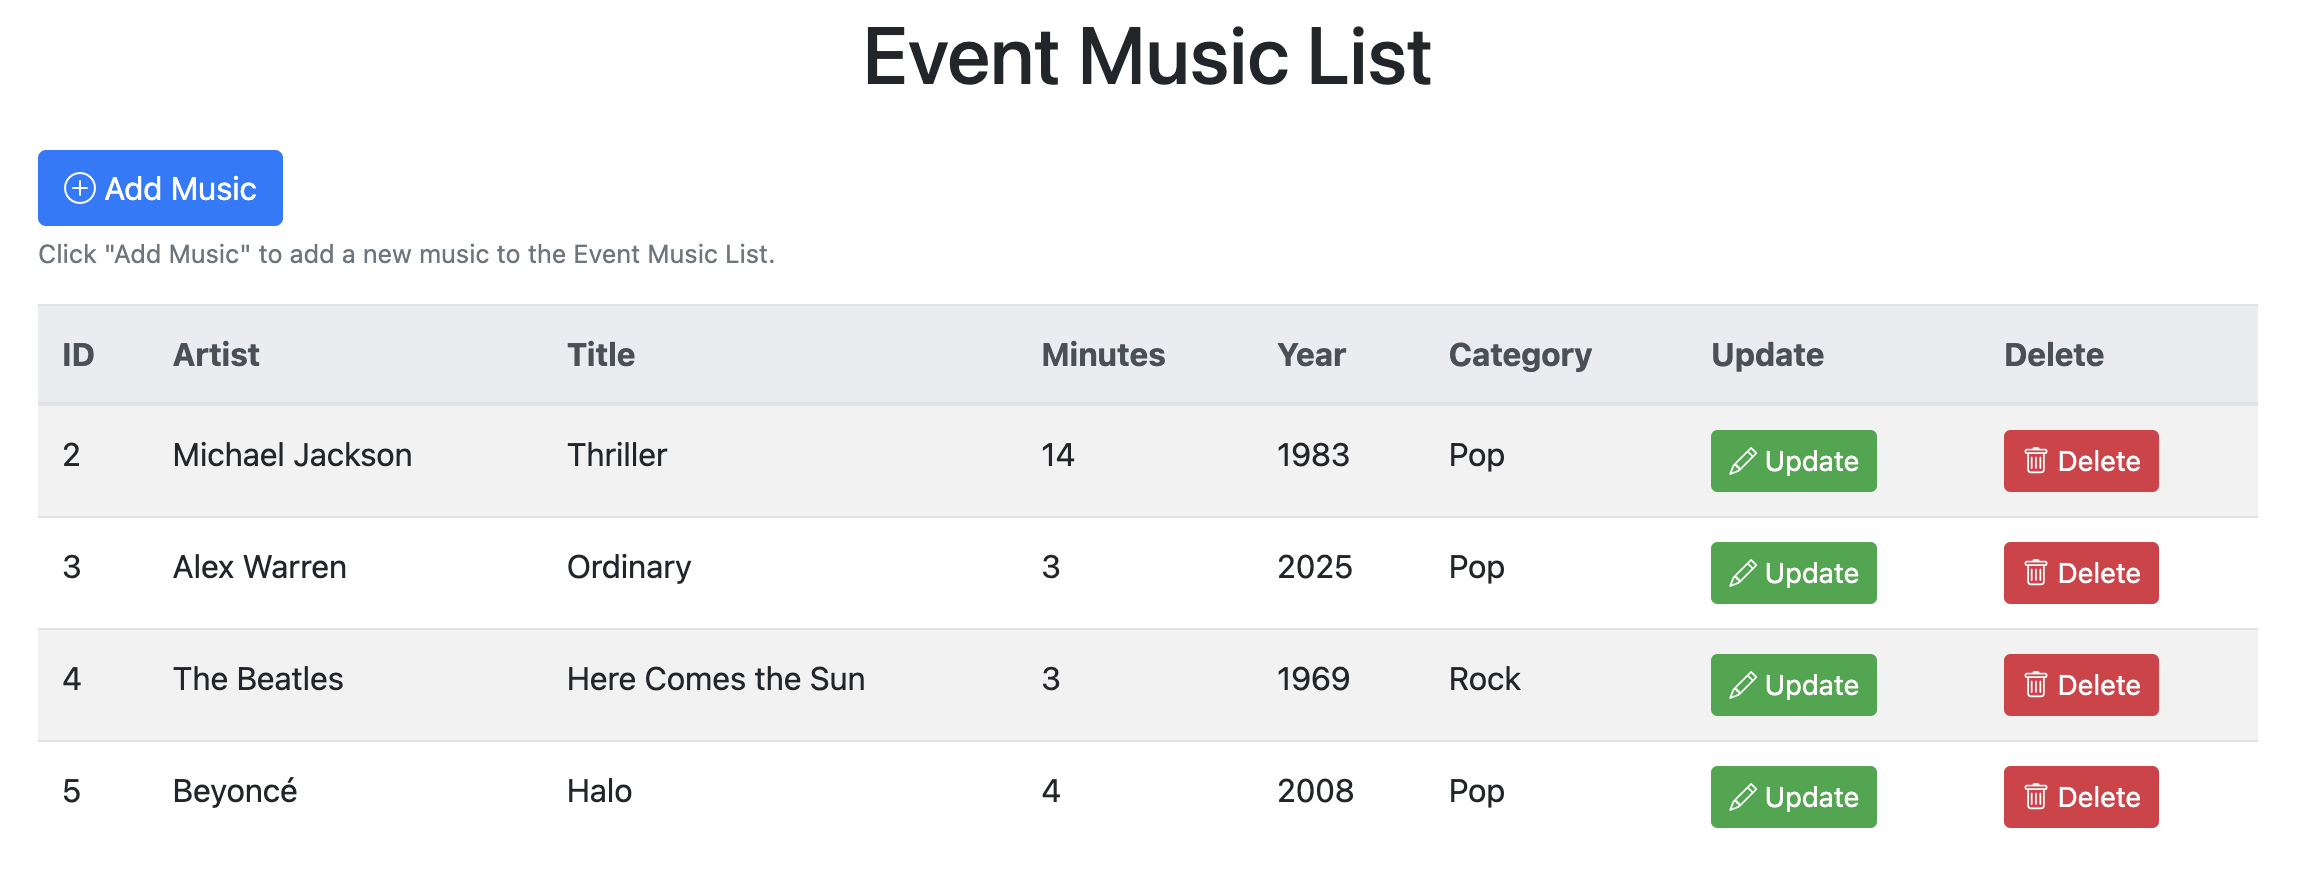 Event Music List
Add Music
Click "Add Music" to add a new music to the Event Music List.
ID Artist Title Minutes Year Category Update Delete
2 Michael Jackson Thriller 14 1983 Pop Update Delete
3 Alex Warren Ordinary 3 2025 Pop Update Delete
4 The Beatles Here Comes the Sun 3 1969 Rock Update Delete
5 Beyoncé Halo 4 2008 Pop Update Delete